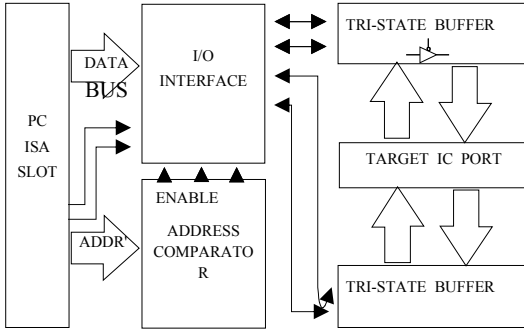 PC
ISA
SLOT
DATA
BUS
ADDR'
I/O
INTERFACE
ENABLE
ADDRESS
COMPARATO
R
TRI-STATE BUFFER
TARGET IC PORT
TRI-STATE BUFFER